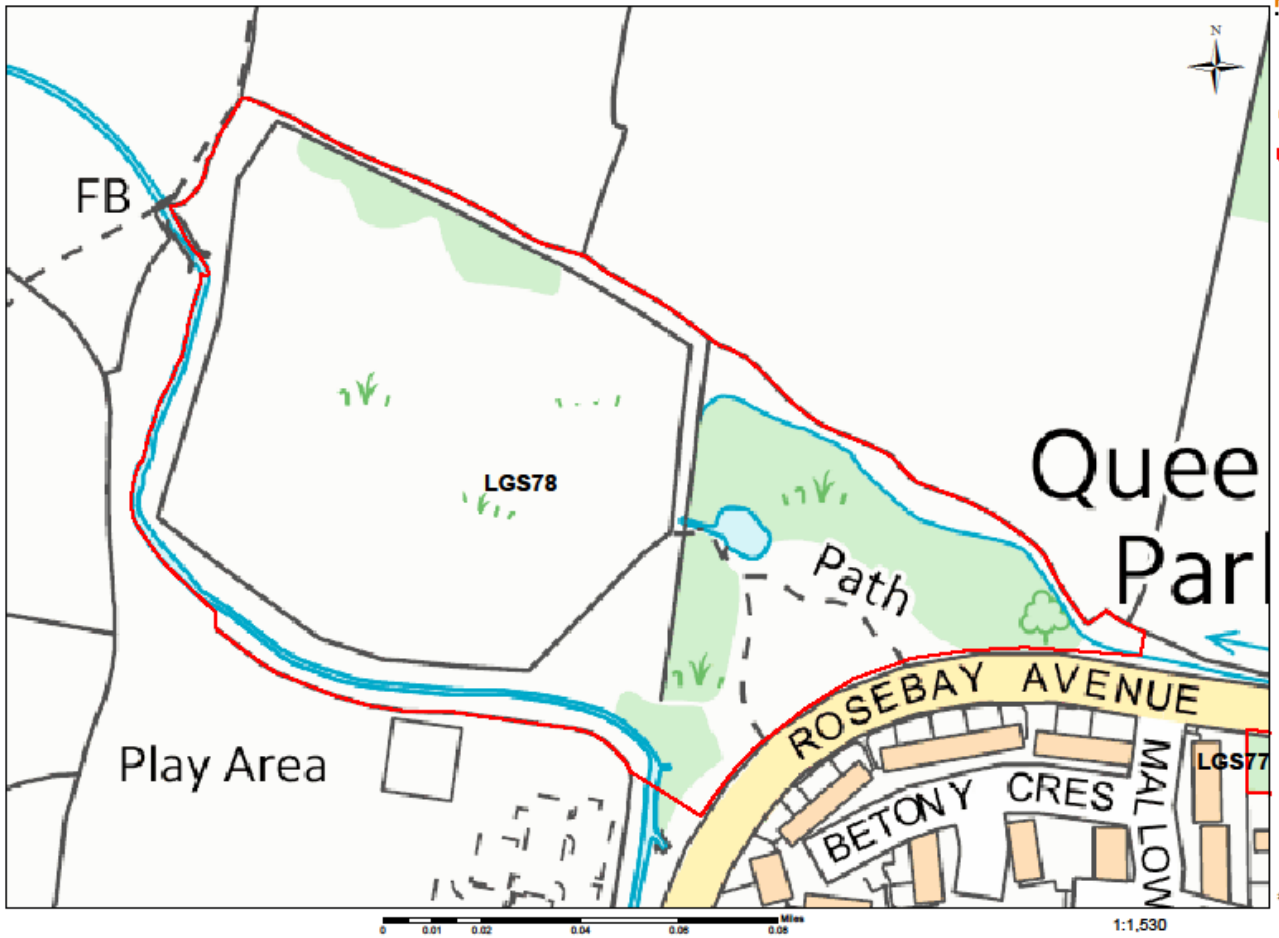 N
FB
Quee
Par
LGS78
Path
ROSEBAY AVENUE
Play Area
MALLOW
LGS77
BETONY CRES
0 0.01 0.02 0.04 0.06 0.08
Miles
1:1,530